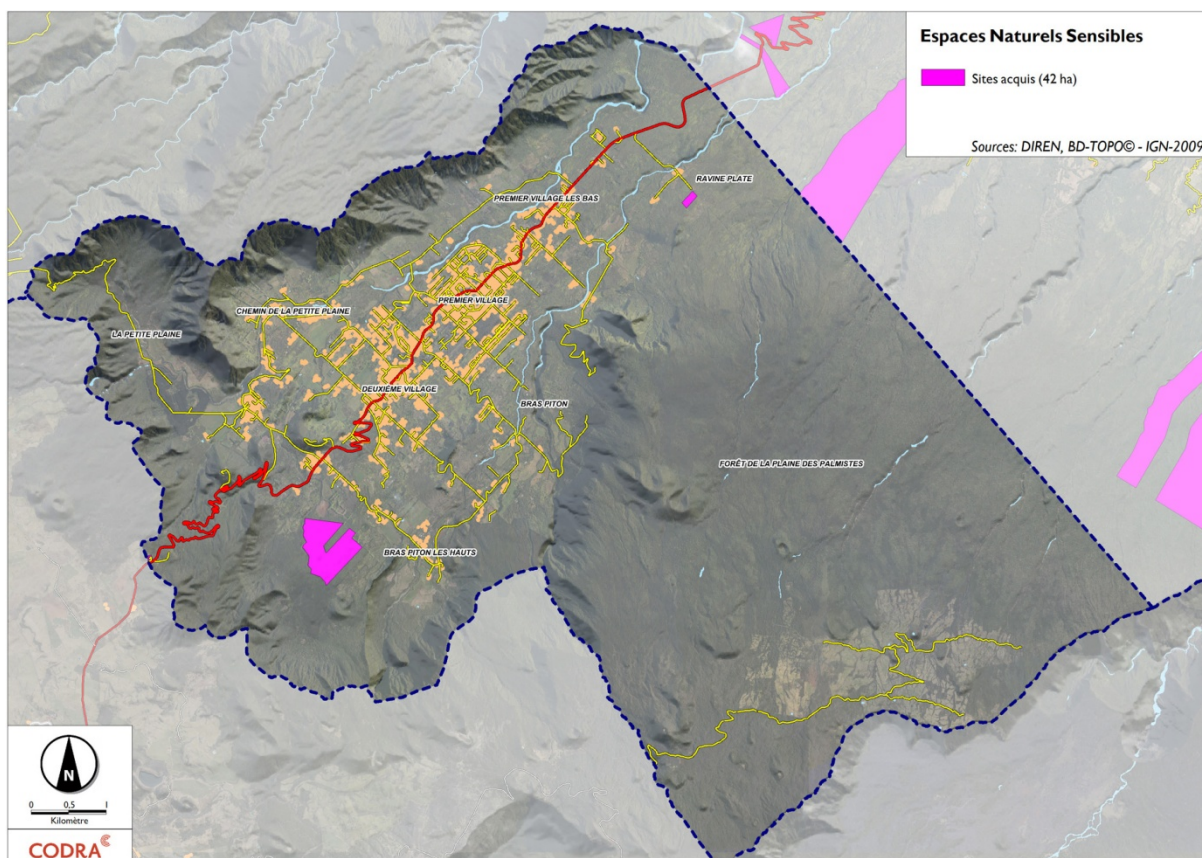 Espaces Naturels Sensibles
Sites acquis (42 ha)
Sources: DIREN, BD-TOPO© - IGN-2009
RAVINE PLATE
PREMIER VILLAGE LES BAS
PREMIER VILLAGE
CHEMIN DE LA PETITE PLAINE
LA PETITE PLAINE
DEUXIÈME VILLAGE
BRAS PITON
FORÊT DE LA PLAINE DES PALMISTES
BRAS PITON LES HAUTS
N
0 0,5 1
Kilomètre
CODRA